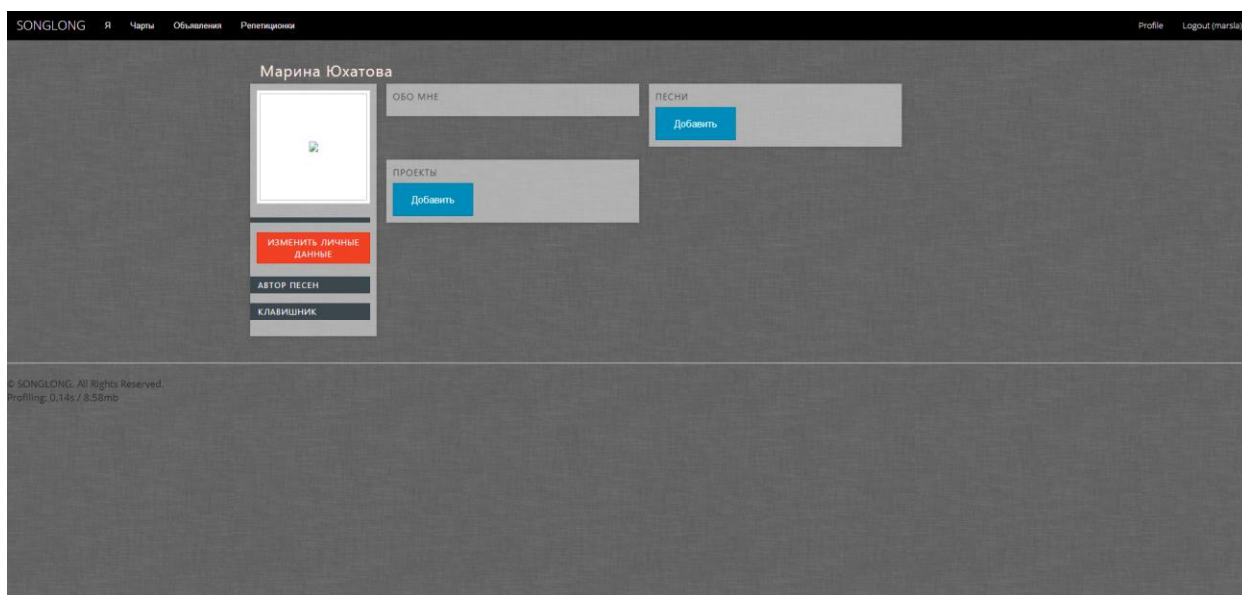 SONGLONG Я Чарты Объявления Репетиционки Profile Logout (marsla)
Марина Юхатова
ОБО МНЕ
ПЕСНИ
Добавить
ПРОЕКТЫ
Добавить
ИЗМЕНИТЬ ЛИЧНЫЕ
ДАННЫЕ
АВТОР ПЕСЕН
КЛАВИШНИК
© SONGLONG. All Rights Reserved.
Profiling: 0,14s / 8.58mb